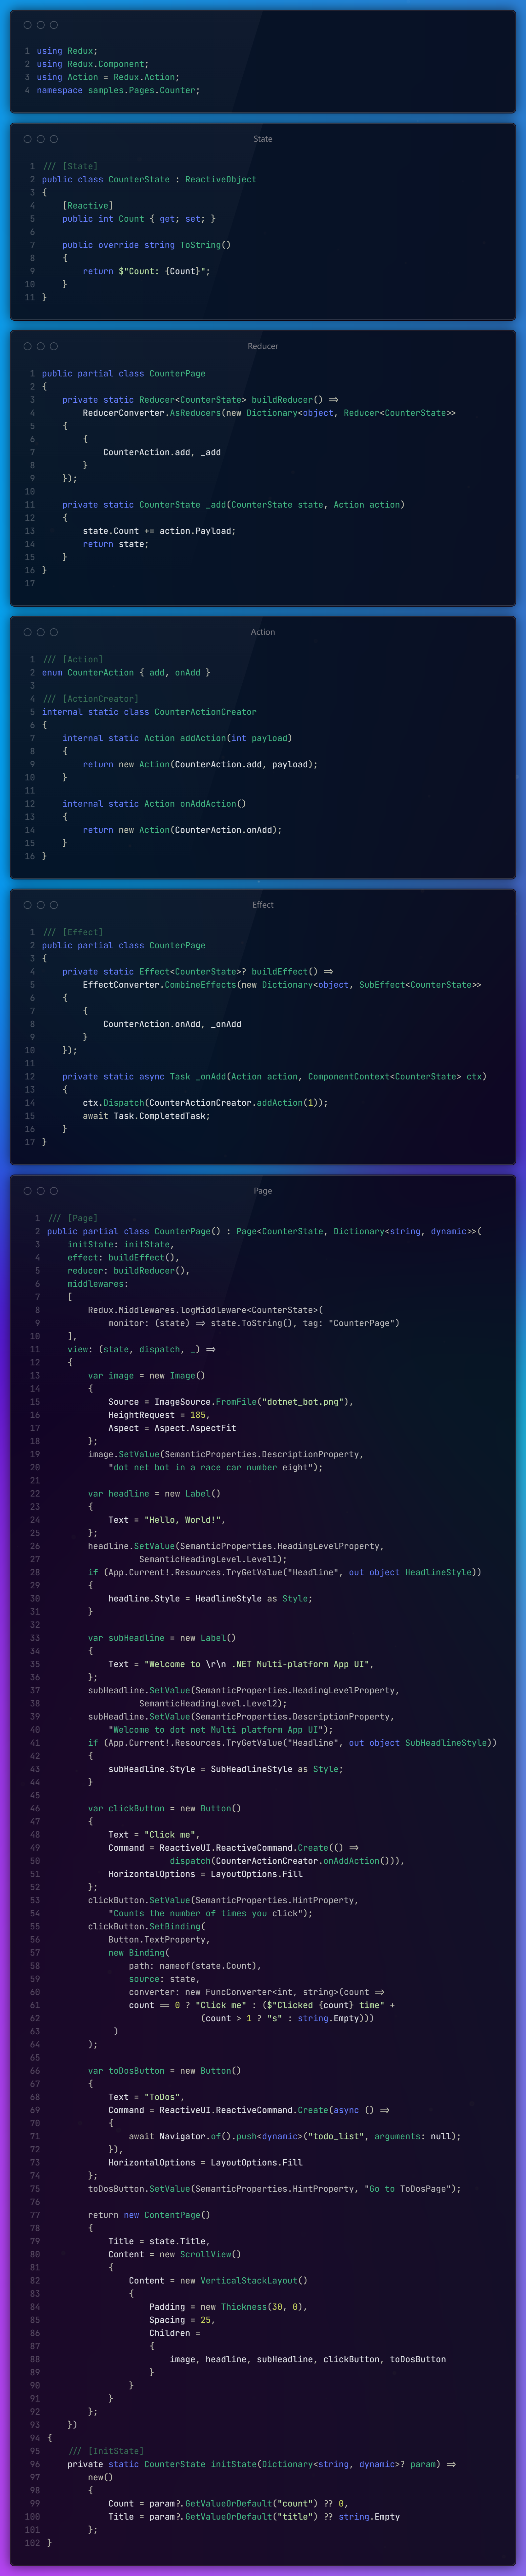 1 using Redux;
2 using Redux.Component;
3 using Action = Redux.Action;
4 namespace samples.Pages.Counter;
State
1 /// [State]
2 public class CounterState : ReactiveObject
3 {
4     [Reactive]
5     public int Count { get; set; }
6
7     public override string ToString()
8     {
9         return $"Count: {Count}";
10     }
11 }
Reducer
1 public partial class CounterPage
2 {
3     private static Reducer<CounterState> buildReducer() =>
4         ReducerConverter.AsReducers(new Dictionary<object, Reducer<CounterState>>
5     {
6         {
7             CounterAction.add, _add
8         }
9     });
10
11     private static CounterState _add(CounterState state, Action action)
12     {
13         state.Count += action.Payload;
14         return state;
15     }
16 }
17
Action
1 /// [Action]
2 enum CounterAction { add, onAdd }
3
4 /// [ActionCreator]
5 internal static class CounterActionCreator
6 {
7     internal static Action addAction(int payload)
8     {
9         return new Action(CounterAction.add, payload);
10     }
11
12     internal static Action onAddAction()
13     {
14         return new Action(CounterAction.onAdd);
15     }
16 }
Effect
1 /// [Effect]
2 public partial class CounterPage
3 {
4     private static Effect<CounterState>? buildEffect() =>
5         EffectConverter.CombineEffects(new Dictionary<object, SubEffect<CounterState>>
6     {
7         {
8             CounterAction.onAdd, _onAdd
9         }
10     });
11
12     private static async Task _onAdd(Action action, ComponentContext<CounterState> ctx)
13     {
14         ctx.Dispatch(CounterActionCreator.addAction(1));
15         await Task.CompletedTask;
16     }
17 }
Page
1 /// [Page]
2 public partial class CounterPage() : Page<CounterState, Dictionary<string, dynamic>>(
3     initState: initState,
4     effect: buildEffect(),
5     reducer: buildReducer(),
6     middlewares:
7     [
8         Redux.Middlewares.logMiddleware<CounterState>(
9             monitor: (state) => state.ToString(), tag: "CounterPage")
10     ],
11     view: (state, dispatch, _) =>
12     {
13         var image = new Image()
14         {
15             Source = ImageSource.FromFile("dotnet_bot.png"),
16             HeightRequest = 185,
17             Aspect = Aspect.AspectFit
18         };
19         image.SetValue(SemanticProperties.DescriptionProperty,
20             "dot net bot in a race car number eight");
21
22         var headline = new Label()
23         {
24             Text = "Hello, World!",
25         };
26         headline.SetValue(SemanticProperties.HeadingLevelProperty,
27                   SemanticHeadingLevel.Level1);
28         if (App.Current!.Resources.TryGetValue("Headline", out object HeadlineStyle))
29         {
30             headline.Style = HeadlineStyle as Style;
31         }
32
33         var subHeadline = new Label()
34         {
35             Text = "Welcome to \r\n .NET Multi-platform App UI",
36         };
37         subHeadline.SetValue(SemanticProperties.HeadingLevelProperty,
38                   SemanticHeadingLevel.Level2);
39         subHeadline.SetValue(SemanticProperties.DescriptionProperty,
40             "Welcome to dot net Multi platform App UI");
41         if (App.Current!.Resources.TryGetValue("Headline", out object SubHeadlineStyle))
42         {
43             subHeadline.Style = SubHeadlineStyle as Style;
44         }
45
46         var clickButton = new Button()
47         {
48             Text = "Click me",
49             Command = ReactiveUI.ReactiveCommand.Create(() =>
50                         dispatch(CounterActionCreator.onAddAction())),
51             HorizontalOptions = LayoutOptions.Fill
52         };
53         clickButton.SetValue(SemanticProperties.HintProperty,
54             "Counts the number of times you click");
55         clickButton.SetBinding(
56             Button.TextProperty,
57             new Binding(
58                 path: nameof(state.Count),
59                 source: state,
60                 converter: new FuncConverter<int, string>(count =>
61                 count == 0 ? "Click me" : ($"Clicked {count} time" +
62                               (count > 1 ? "s" : string.Empty)))
63              )
64         );
65
66         var toDosButton = new Button()
67         {
68             Text = "ToDos",
69             Command = ReactiveUI.ReactiveCommand.Create(async () =>
70             {
71                 await Navigator.of().push<dynamic>("todo_list", arguments: null);
72             }),
73             HorizontalOptions = LayoutOptions.Fill
74         };
75         toDosButton.SetValue(SemanticProperties.HintProperty, "Go to ToDosPage");
76
77         return new ContentPage()
78         {
79             Title = state.Title,
80             Content = new ScrollView()
81             {
82                 Content = new VerticalStackLayout()
83                 {
84                     Padding = new Thickness(30, 0),
85                     Spacing = 25,
86                     Children =
87                     {
88                         image, headline, subHeadline, clickButton, toDosButton
89                     }
90                 }
91             }
92         };
93     })
94 {
95     /// [InitState]
96     private static CounterState initState(Dictionary<string, dynamic>? param) =>
97         new()
98         {
99             Count = param?.GetValueOrDefault("count") ?? 0,
100             Title = param?.GetValueOrDefault("title") ?? string.Empty
101         };
102 }